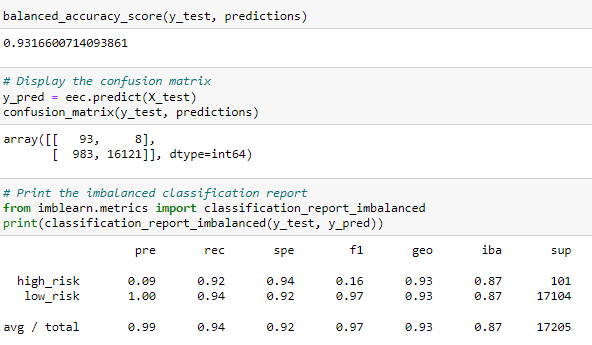 balanced_accuracy_score(y_test, predictions)
0.9316600714093861
# Display the confusion matrix
y_pred = eec.predict(X_test)
confusion_matrix(y_test, predictions)
array([[   93,     8],
       [  983, 16121]], dtype=int64)
# Print the imbalanced classification report
from imblearn.metrics import classification_report_imbalanced
print(classification_report_imbalanced(y_test, y_pred))
pre rec spe f1 geo iba sup
high_risk 0.09 0.92 0.94 0.16 0.93 0.87 101
low_risk 1.00 0.94 0.92 0.97 0.93 0.87 17104
avg / total 0.99 0.94 0.92 0.97 0.93 0.87 17205